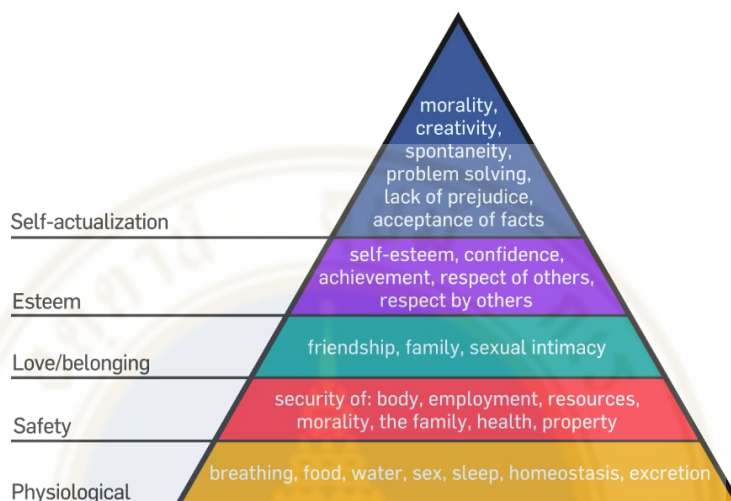 morality,
creativity,
spontaneity,
problem solving,
lack of prejudice,
acceptance of facts
Self-actualization
self-esteem, confidence,
achievement, respect of others,
respect by others
Esteem
friendship, family, sexual intimacy
Love/belonging
security of: body, employment, resources,
morality, the family, health, property
Safety
breathing, food, water, sex, sleep, homeostasis, excretion
Physiological